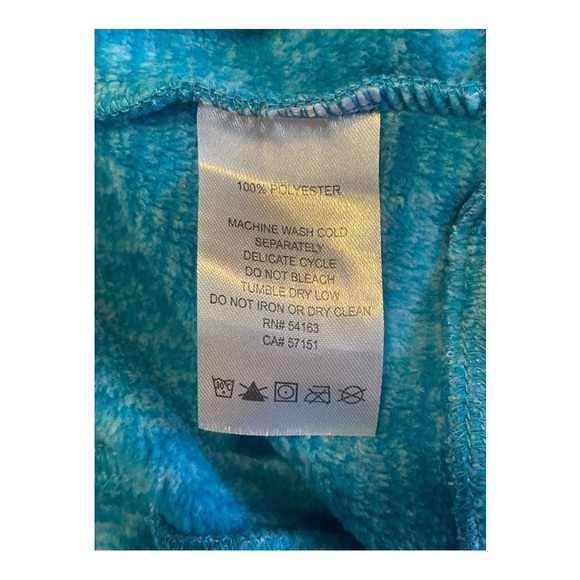 100% POLYESTER
MACHINE WASH COLD
SEPARATELY
DELICATE CYCLE
DO NOT BLEACH
TUMBLE DRY LOW
DO NOT IRON OR DRY CLEAN
RN# 54163
CA# 57151
30°C